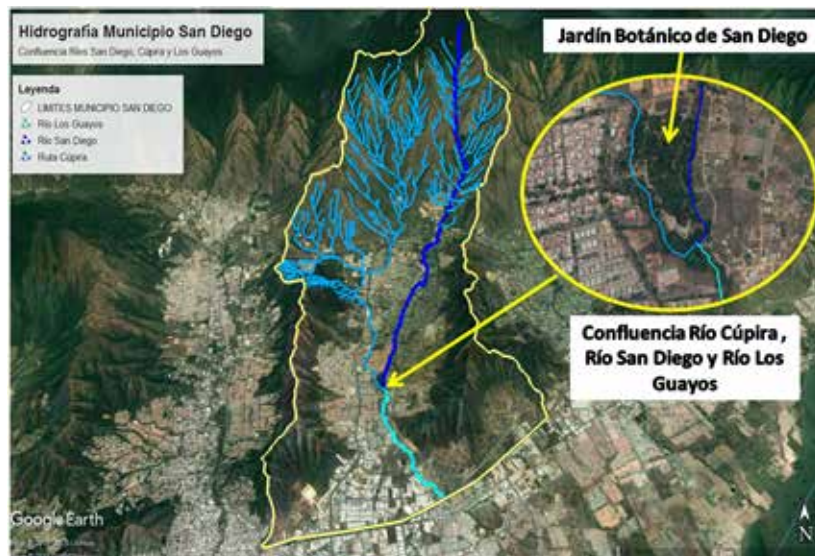 Hidrografía Municipio San Diego
Confluencia Ríos San Diego, Cúpira y Los Guayos
Leyenda
LIMITES MUNICIPIO SAN DIEGO
Río Los Guayos
Río San Diego
Ruta Cúpira
Jardín Botánico de San Diego
Confluencia Río Cúpira ,
Río San Diego y Río Los
Guayos
Google Earth
N